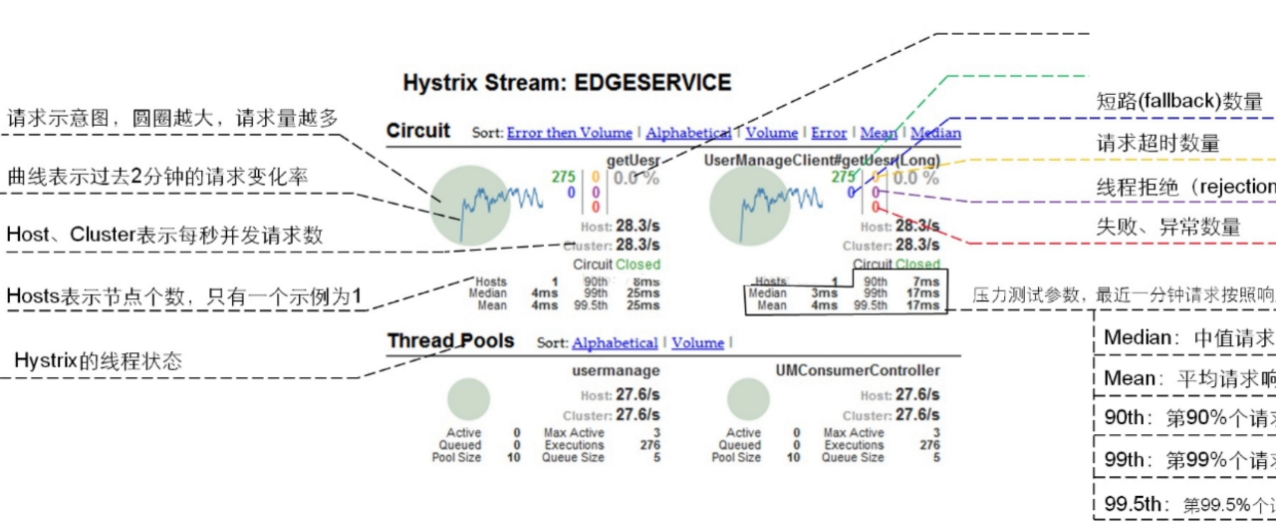 Hystrix Stream: EDGESERVICE
请求示意图，圆圈越大，请求量越多
曲线表示过去2分钟的请求变化率
Host、Cluster表示每秒并发请求数
Hosts表示节点个数，只有一个示例为1
Hystrix的线程状态
Circuit Sort: Error then Volume | Alphabetical | Volume | Error | Mean | Median
getUesr
275 0 0.0 %
0 0
0
Host: 28.3/s
Cluster: 28.3/s
Circuit Closed
Hosts 1 90th 8ms
Median 4ms 99th 25ms
Mean 4ms 99.5th 25ms
UserManageClient#getUesr(Long)
275 0 0.0 %
0 0
0
Host: 28.3/s
Cluster: 28.3/s
Circuit Closed
Hosts 1 90th 7ms
Median 3ms 99th 17ms
Mean 4ms 99.5th 17ms
Thread Pools Sort: Alphabetical | Volume |
usermanage
Host: 27.6/s
Cluster: 27.6/s
Active 0 Max Active 3
Queued 0 Executions 276
Pool Size 10 Queue Size 5
UMConsumerController
Host: 27.6/s
Cluster: 27.6/s
Active 0 Max Active 3
Queued 0 Executions 276
Pool Size 10 Queue Size 5
短路(fallback)数量
请求超时数量
线程拒绝（rejection
失败、异常数量
压力测试参数，最近一分钟请求按照响
Median：中值请求
Mean：平均请求响
90th：第90%个请求
99th：第99%个请求
99.5th：第99.5%个